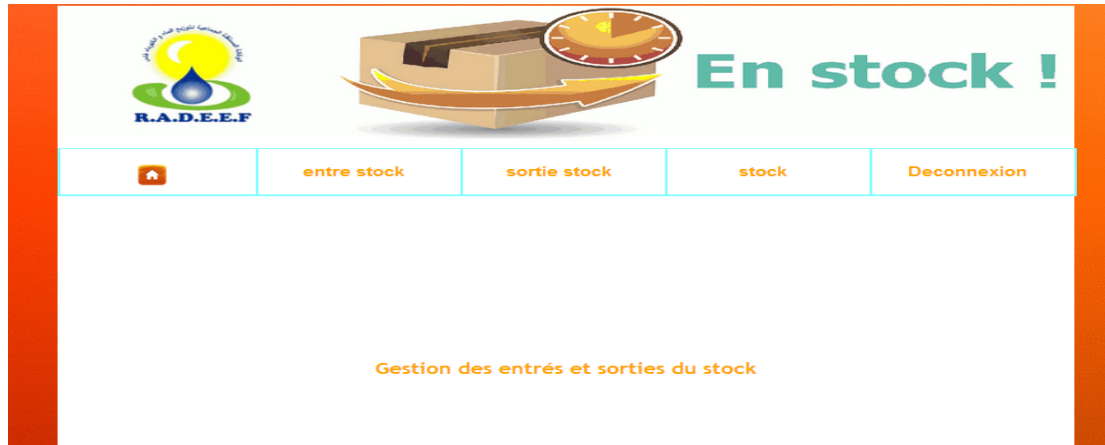 R.A.D.E.E.F
En stock !
entre stock
sortie stock
stock
Deconnexion
Gestion des entrés et sorties du stock